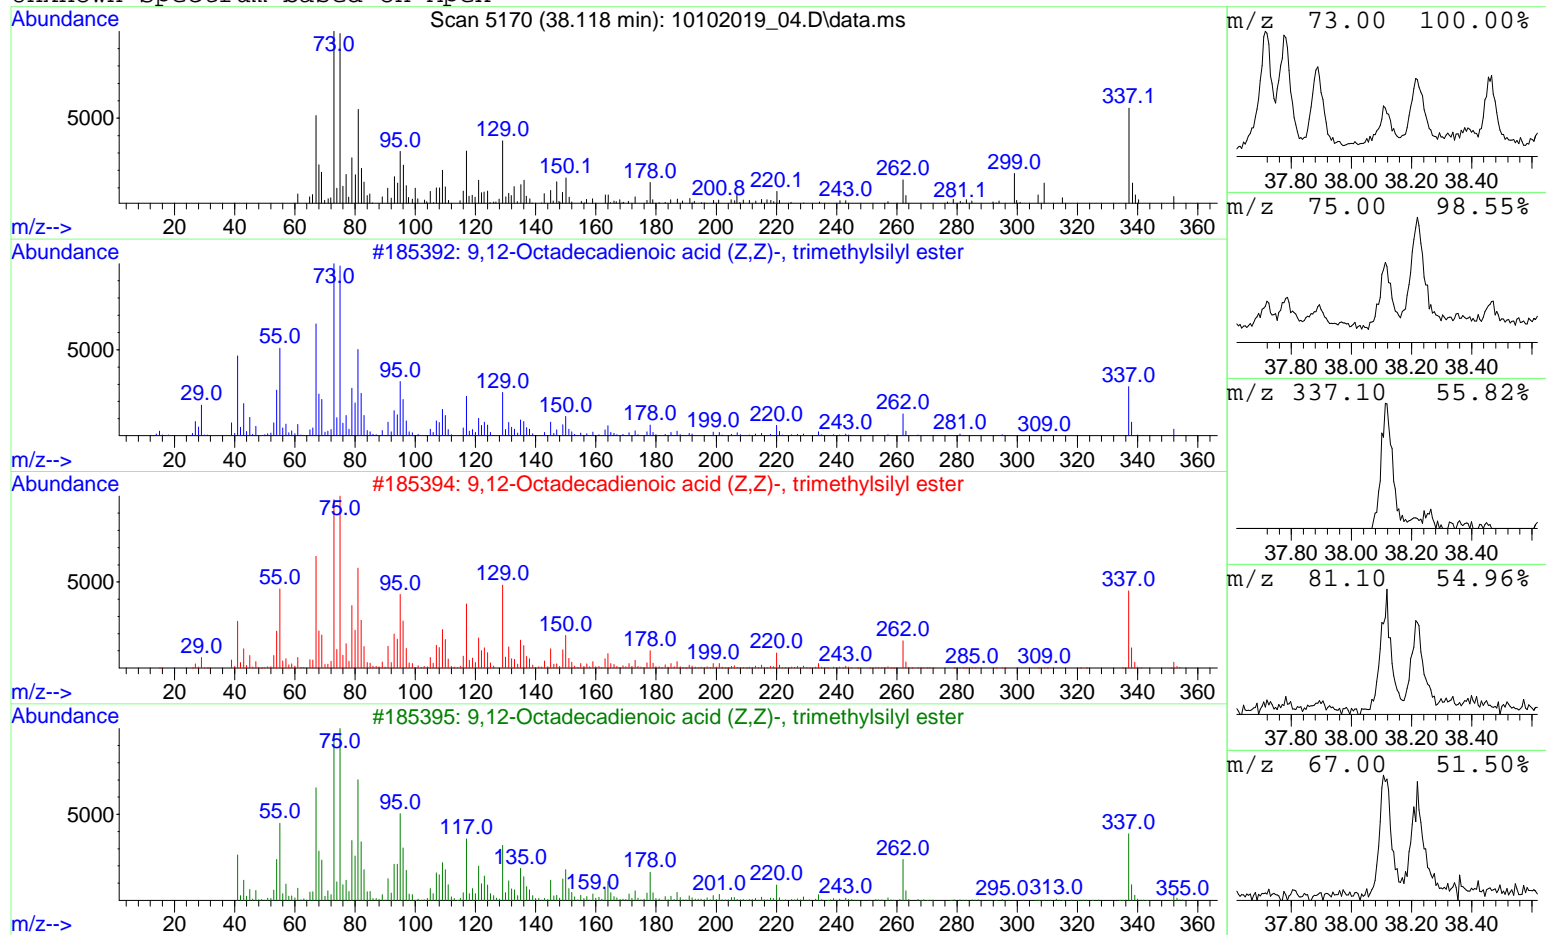 Unknown Spectrum based on Apex
Abundance
Scan 5170 (38.118 min): 10102019_04.D\data.ms
73.0
337.1
5000
95.0
129.0
150.1
178.0
200.8
220.1
243.0
262.0
281.1
299.0
m/z-->
20 40 60 80 100 120 140 160 180 200 220 240 260 280 300 320 340 360
Abundance
#185392: 9,12-Octadecadienoic acid (Z,Z)-, trimethylsilyl ester
73.0
5000
29.0
55.0
95.0
129.0
150.0
178.0
199.0
220.0
243.0
262.0
281.0
309.0
337.0
m/z-->
20 40 60 80 100 120 140 160 180 200 220 240 260 280 300 320 340 360
Abundance
#185394: 9,12-Octadecadienoic acid (Z,Z)-, trimethylsilyl ester
75.0
5000
29.0
55.0
95.0
129.0
150.0
178.0
199.0
220.0
243.0
262.0
285.0
309.0
337.0
m/z-->
20 40 60 80 100 120 140 160 180 200 220 240 260 280 300 320 340 360
Abundance
#185395: 9,12-Octadecadienoic acid (Z,Z)-, trimethylsilyl ester
75.0
5000
55.0
95.0
117.0
135.0
159.0
178.0
201.0
220.0
243.0
262.0
295.0
313.0
337.0
355.0
m/z-->
20 40 60 80 100 120 140 160 180 200 220 240 260 280 300 320 340 360
m/z 73.00 100.00%
37.80 38.00 38.20 38.40
m/z 75.00 98.55%
37.80 38.00 38.20 38.40
m/z 337.10 55.82%
37.80 38.00 38.20 38.40
m/z 81.10 54.96%
37.80 38.00 38.20 38.40
m/z 67.00 51.50%
37.80 38.00 38.20 38.40